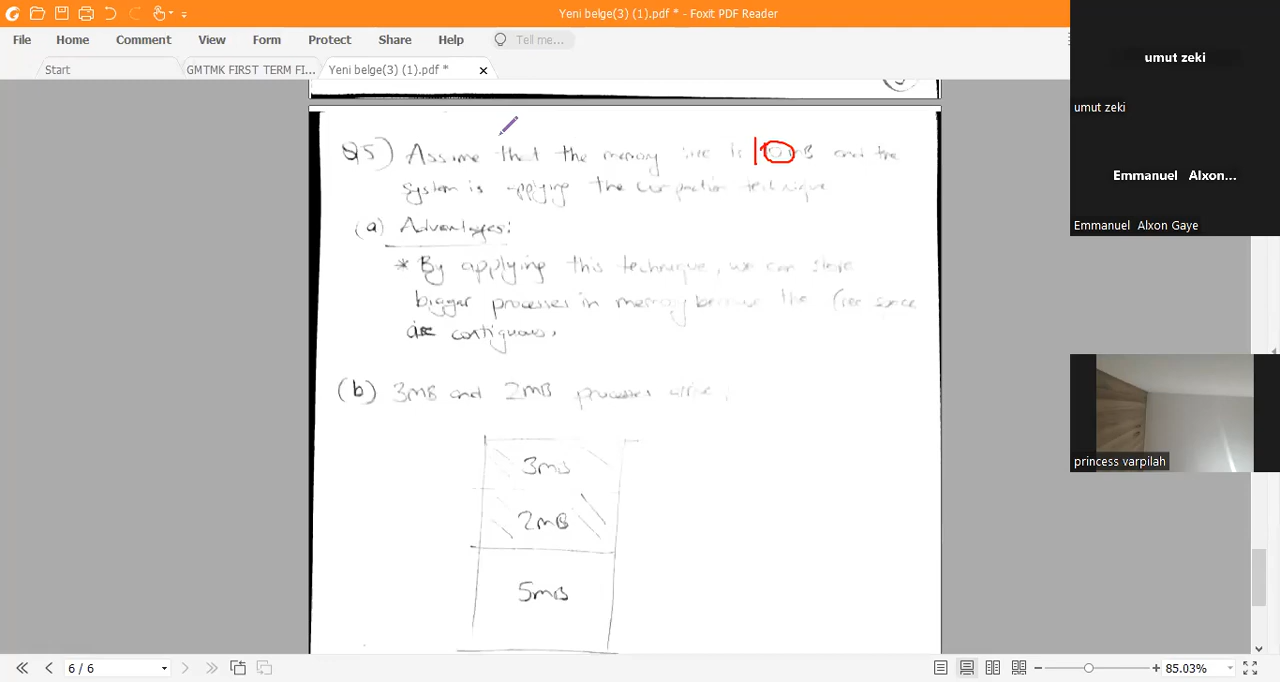 Yeni belge(3) (1).pdf * - Foxit PDF Reader
File Home Comment View Form Protect Share Help Tell me...
Start GMTMK FIRST TERM FI... Yeni belge(3) (1).pdf *
Q5) Assume that the memory size is 10mB and the
system is applying the compaction technique
(a) Advantages:
* By applying this technique, we can store
bigger processes in memory because the free space
are contiguous.
(b) 3mB and 2mB processes arrive
3mB
2mB
5mB
umut zeki
umut zeki
Emmanuel Alxon...
Emmanuel Alxon Gaye
princess varpilah
6 / 6
85.03%